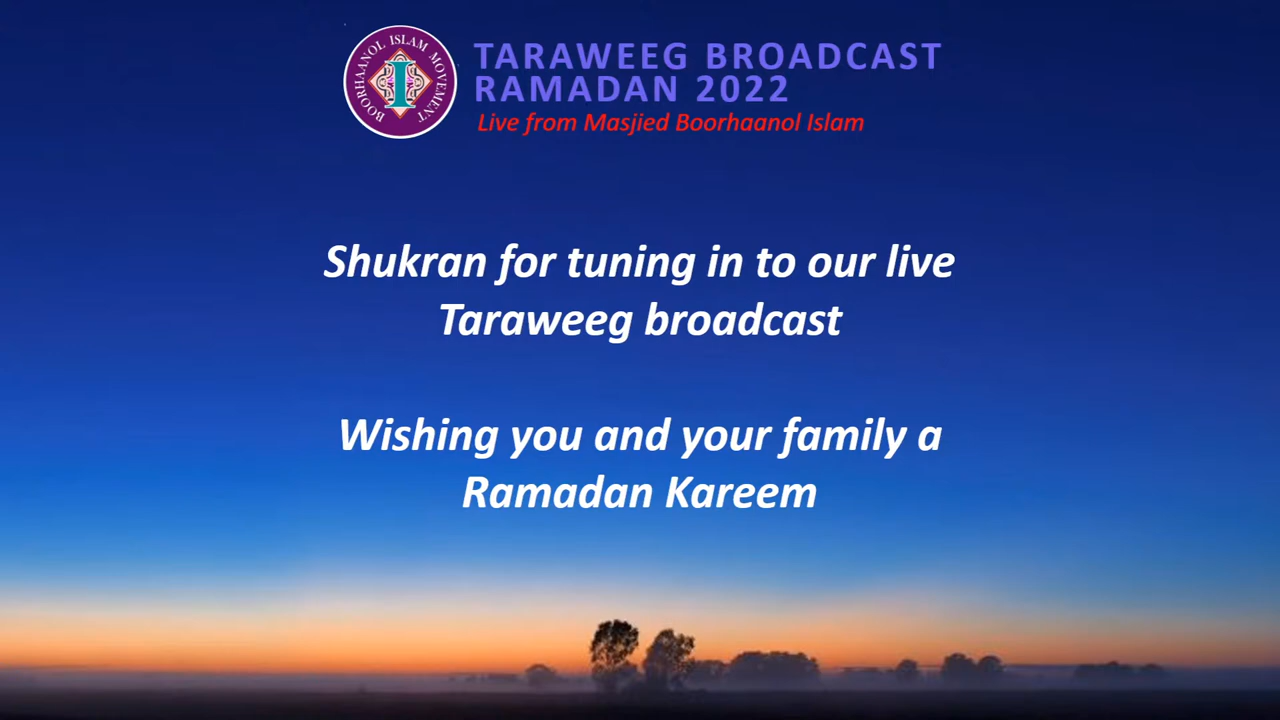 BOORHAANOL ISLAM MOVEMENT
I
TARAWEEG BROADCAST
RAMADAN 2022
Live from Masjied Boorhaanol Islam
Shukran for tuning in to our live
Taraweeg broadcast
Wishing you and your family a
Ramadan Kareem